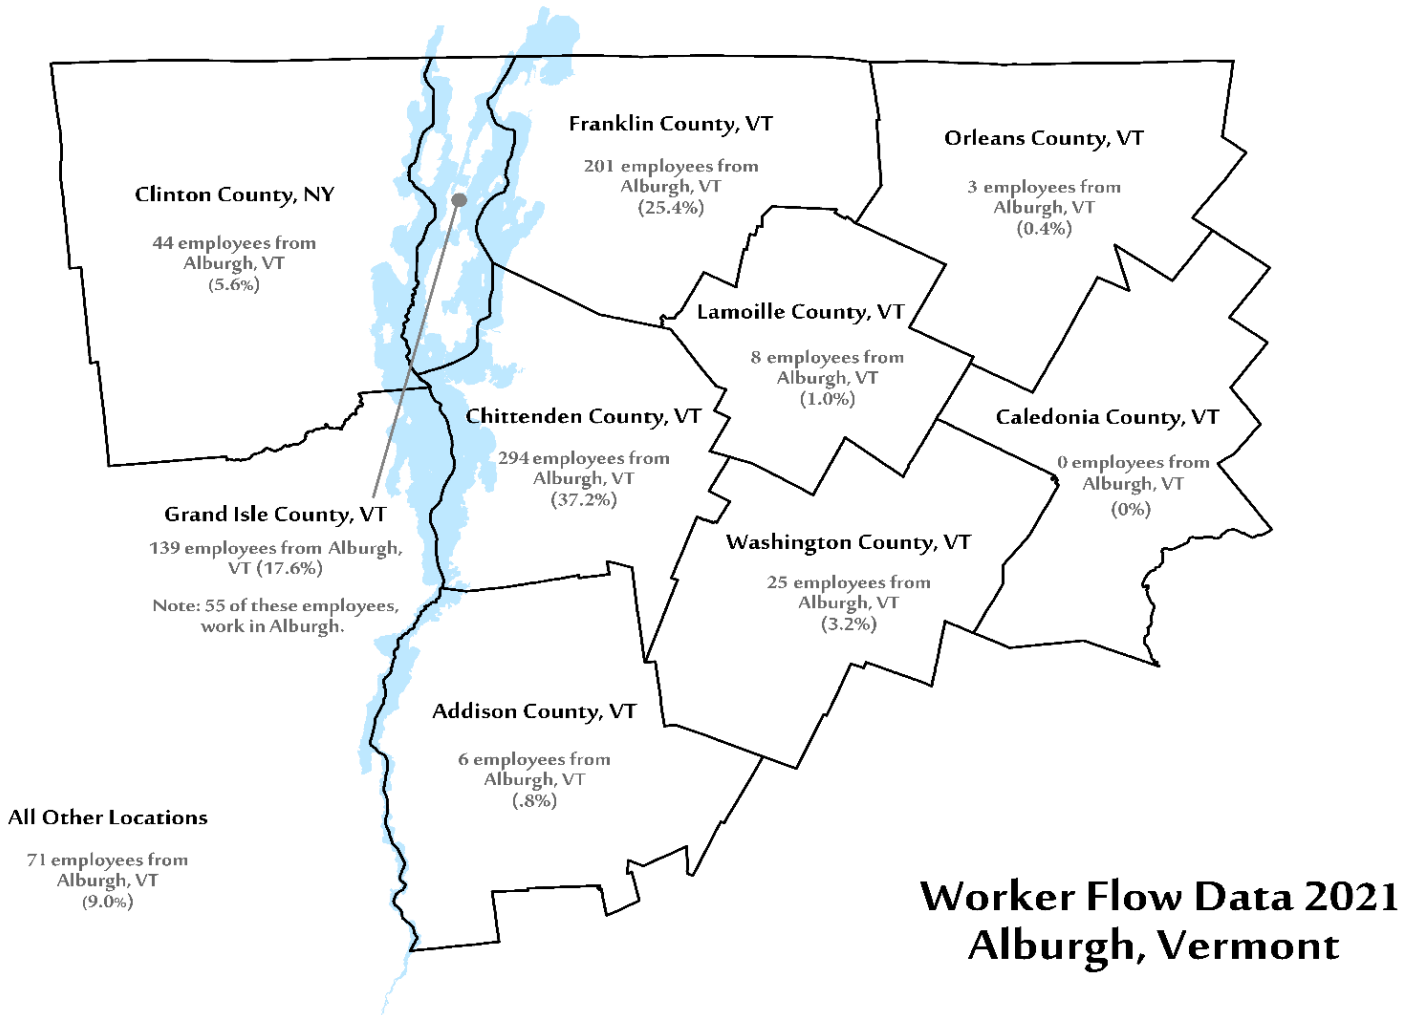 Franklin County, VT
201 employees from
Alburgh, VT
(25.4%)
Orleans County, VT
3 employees from
Alburgh, VT
(0.4%)
Clinton County, NY
44 employees from
Alburgh, VT
(5.6%)
Lamoille County, VT
8 employees from
Alburgh, VT
(1.0%)
Chittenden County, VT
294 employees from
Alburgh, VT
(37.2%)
Caledonia County, VT
0 employees from
Alburgh, VT
(0%)
Grand Isle County, VT
139 employees from Alburgh,
VT (17.6%)
Note: 55 of these employees,
work in Alburgh.
Washington County, VT
25 employees from
Alburgh, VT
(3.2%)
Addison County, VT
6 employees from
Alburgh, VT
(.8%)
All Other Locations
71 employees from
Alburgh, VT
(9.0%)
Worker Flow Data 2021
Alburgh, Vermont